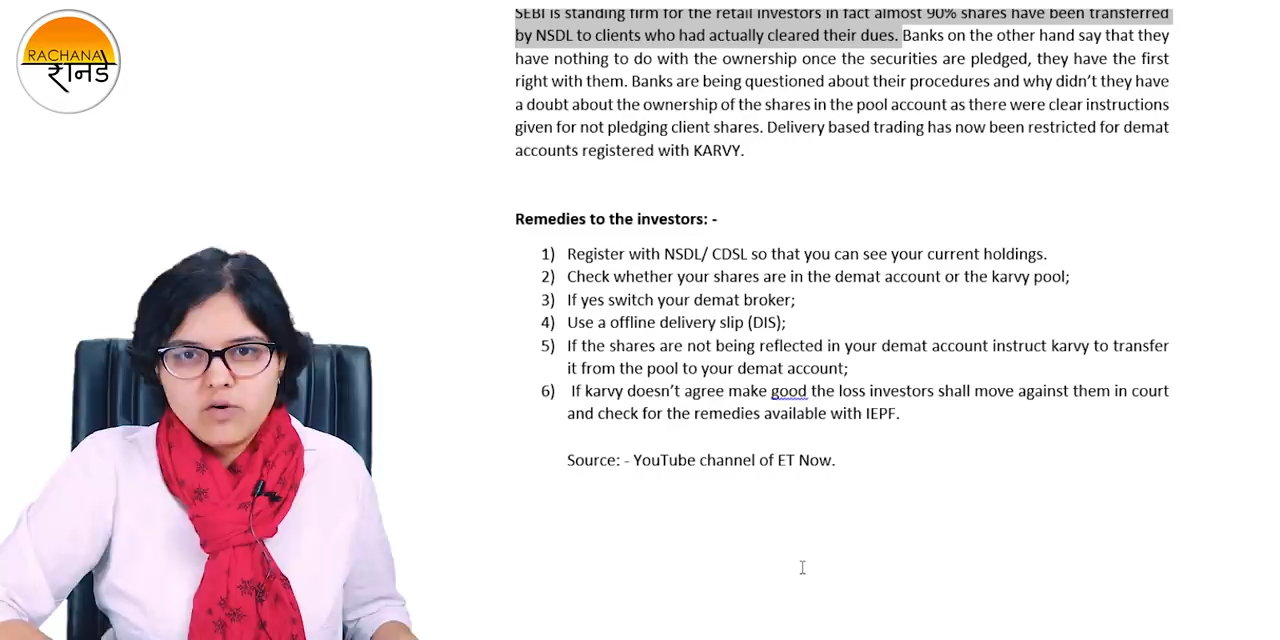 RACHANA
रानडे
SEBI is standing firm for the retail investors in fact almost 90% shares have been transferred
by NSDL to clients who had actually cleared their dues. Banks on the other hand say that they
have nothing to do with the ownership once the securities are pledged, they have the first
right with them. Banks are being questioned about their procedures and why didn't they have
a doubt about the ownership of the shares in the pool account as there were clear instructions
given for not pledging client shares. Delivery based trading has now been restricted for demat
accounts registered with KARVY.
Remedies to the investors: -
1) Register with NSDL/ CDSL so that you can see your current holdings.
2) Check whether your shares are in the demat account or the karvy pool;
3) If yes switch your demat broker;
4) Use a offline delivery slip (DIS);
5) If the shares are not being reflected in your demat account instruct karvy to transfer
it from the pool to your demat account;
6) If karvy doesn't agree make good the loss investors shall move against them in court
and check for the remedies available with IEPF.
Source: - YouTube channel of ET Now.